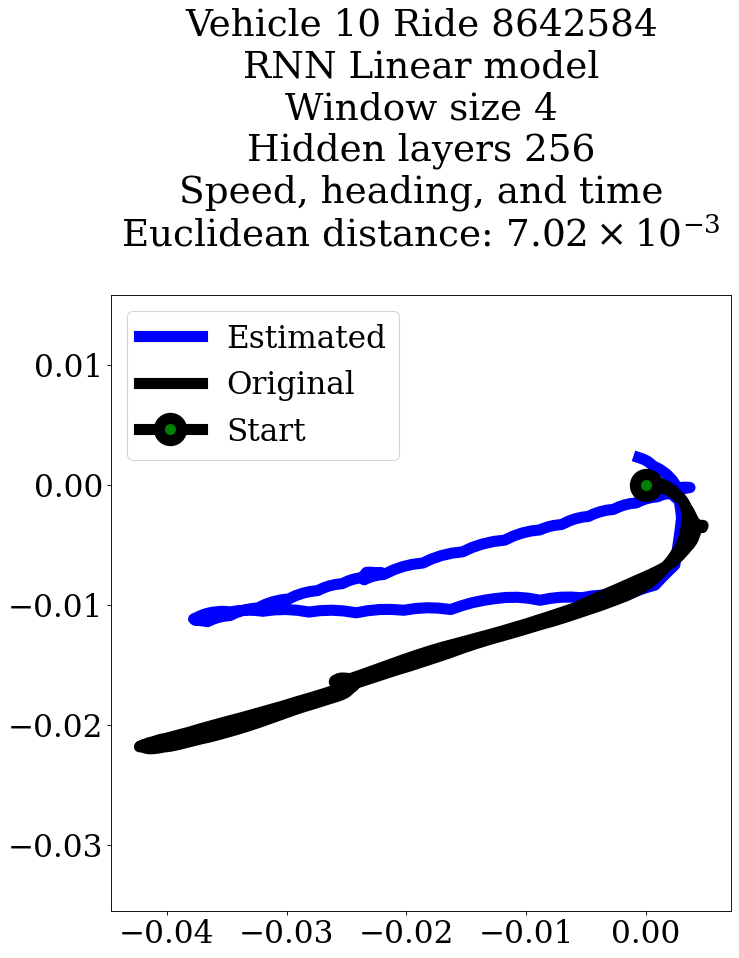 Vehicle 10 Ride 8642584
RNN Linear model
Window size 4
Hidden layers 256
Speed, heading, and time
Euclidean distance: 7.02 × 10⁻³
Estimated
Original
Start
0.01
0.00
−0.01
−0.02
−0.03
−0.04 −0.03 −0.02 −0.01 0.00